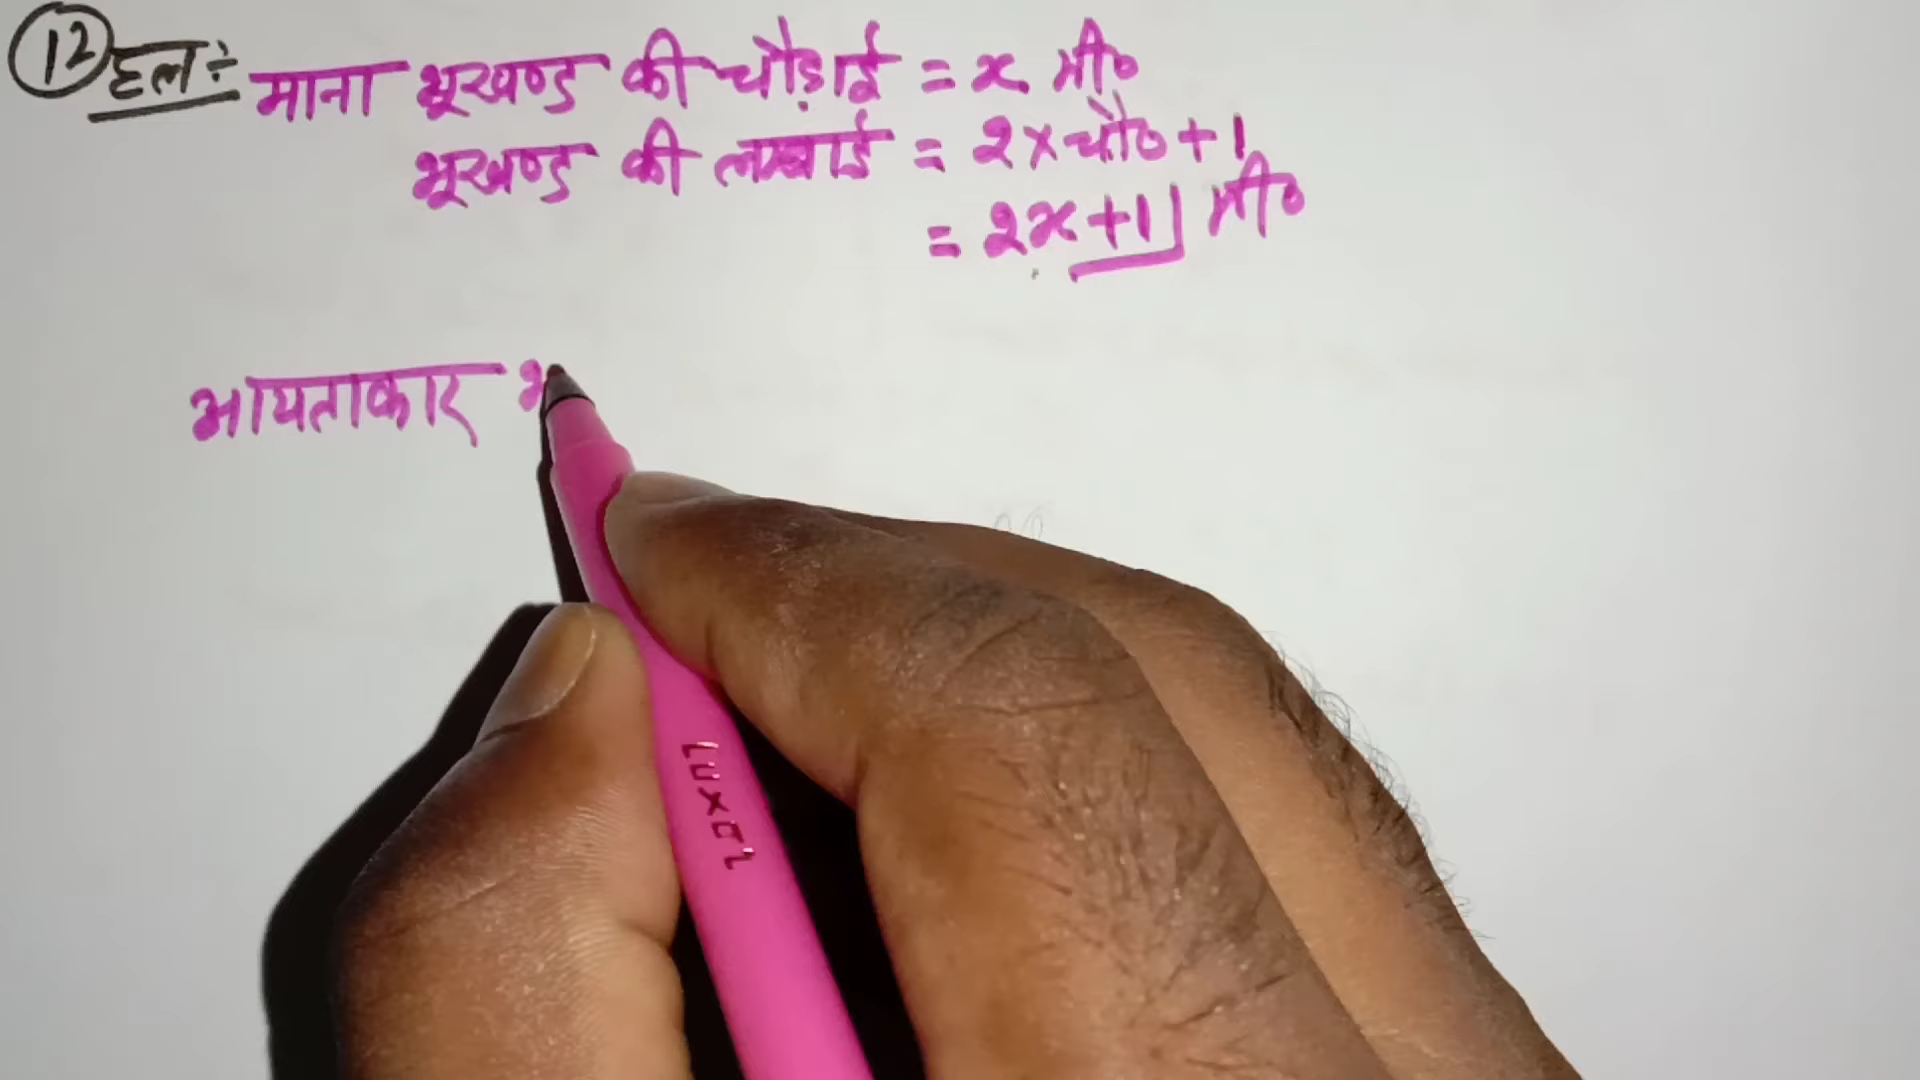 12 हल÷ माना भूखण्ड की चौड़ाई = x मी०
भूखण्ड की लम्बाई = 2×चौ०+1
= 2x+1 मी०
आयताकार भ
LUXOR